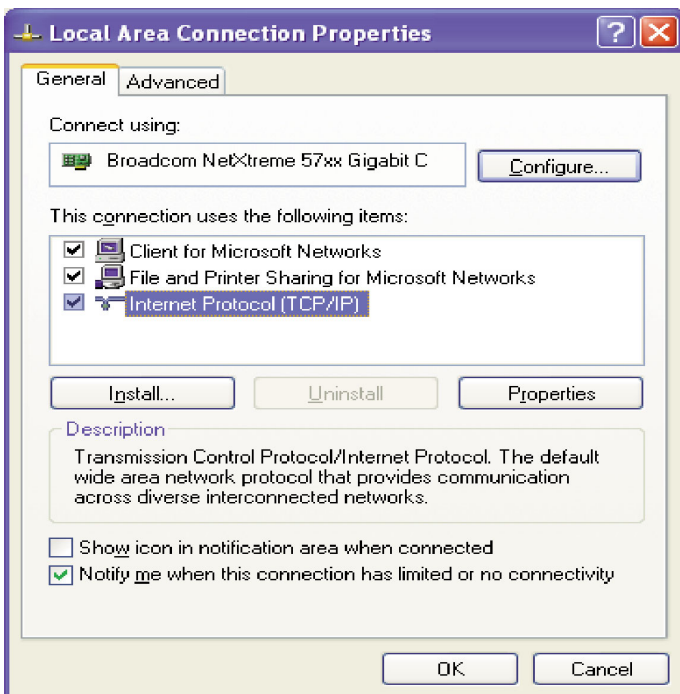 Local Area Connection Properties
General Advanced
Connect using:
Broadcom NetXtreme 57xx Gigabit C
Configure...
This connection uses the following items:
Client for Microsoft Networks
File and Printer Sharing for Microsoft Networks
Internet Protocol (TCP/IP)
Install... Uninstall Properties
Description
Transmission Control Protocol/Internet Protocol. The default
wide area network protocol that provides communication
across diverse interconnected networks.
Show icon in notification area when connected
Notify me when this connection has limited or no connectivity
OK Cancel